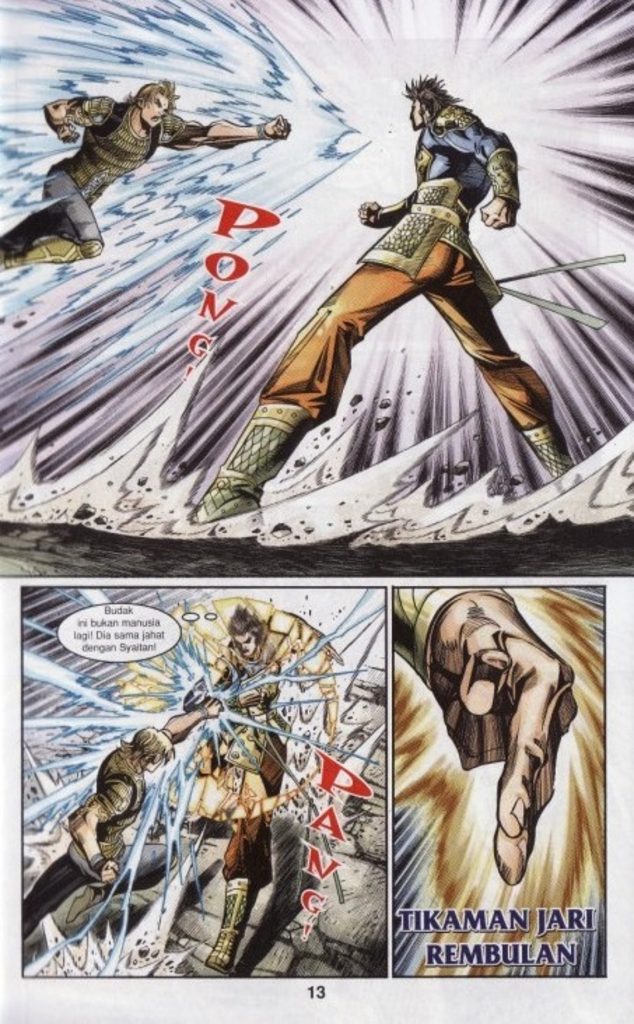 PONG!
Budak
ini bukan manusia
lagi! Dia sama jahat
dengan Syaitan!
PANG!
TIKAMAN JARI
REMBULAN
13